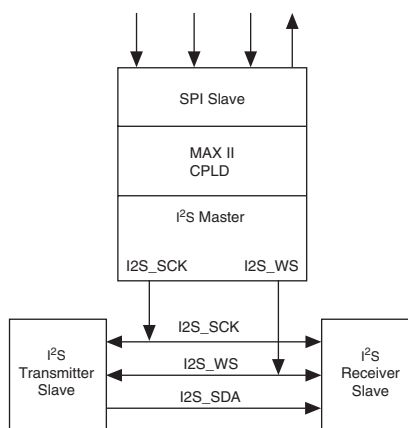 SPI Slave
MAX II
CPLD
I²S Master
I2S_SCK I2S_WS
I2S_SCK
I²S
Transmitter
Slave
I2S_WS
I2S_SDA
I²S
Receiver
Slave